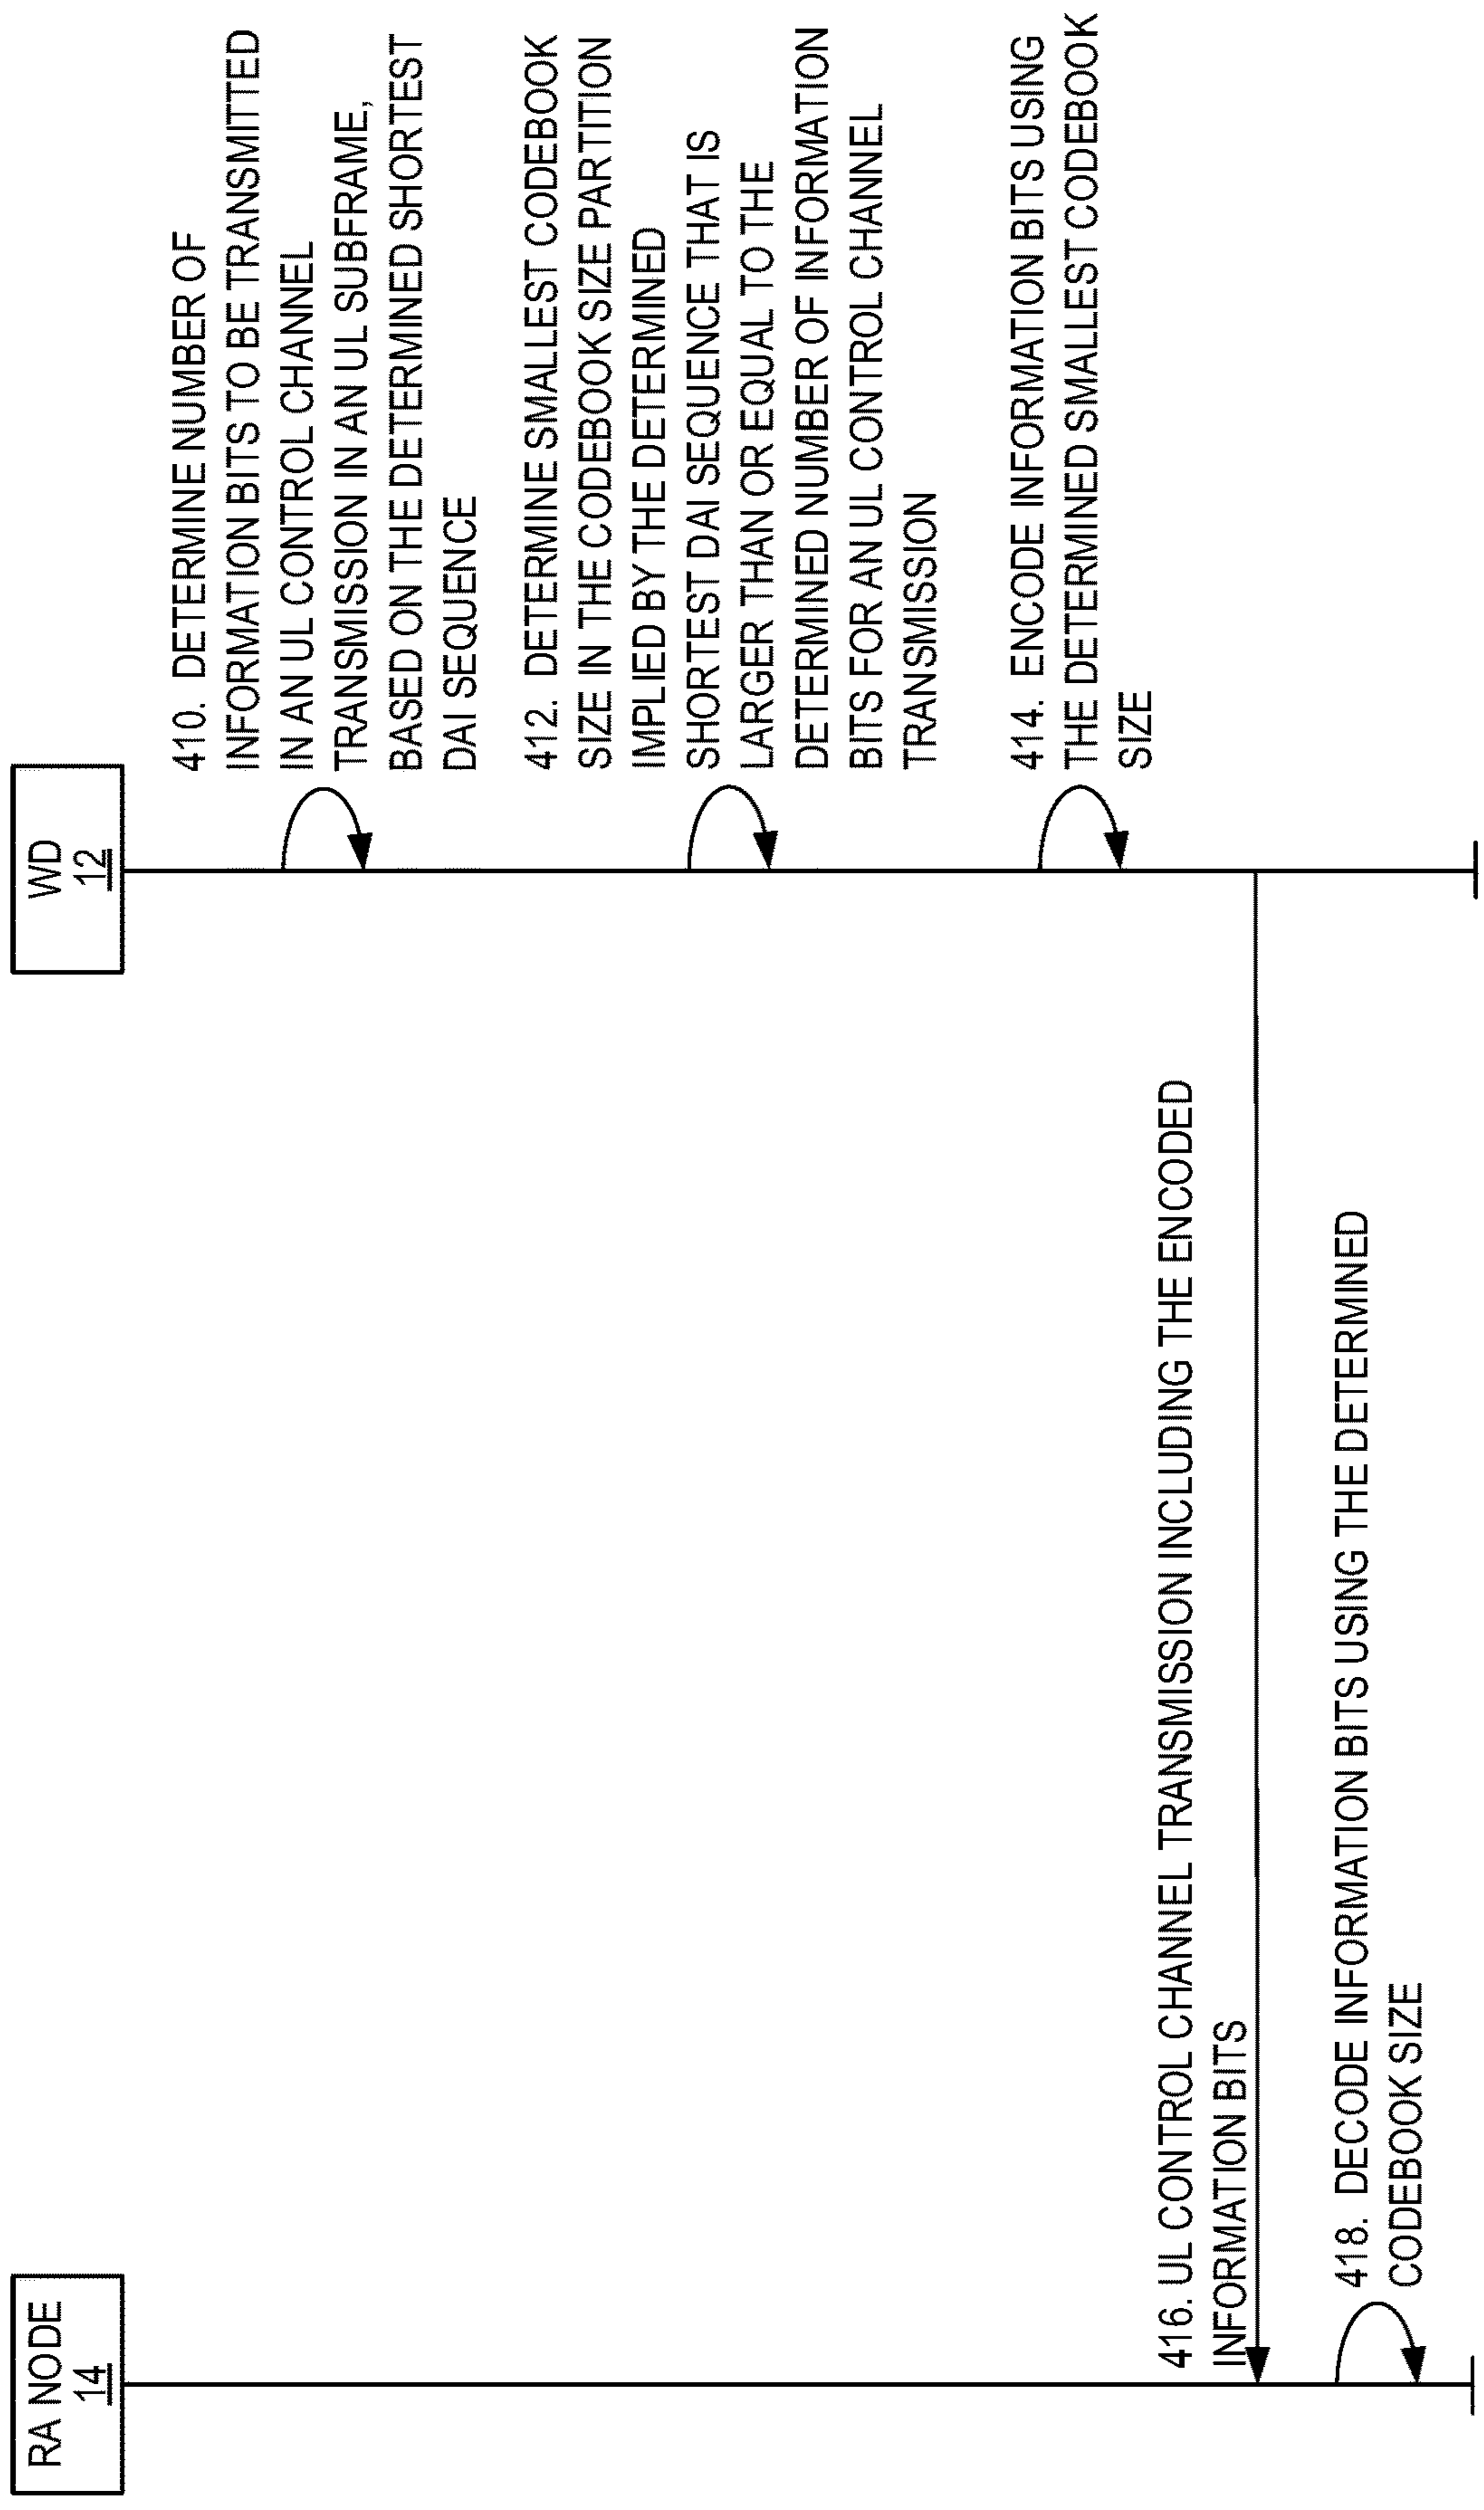 RA NODE
14
WD
12
410. DETERMINE NUMBER OF
INFORMATION BITS TO BE TRANSMITTED
IN AN UL CONTROL CHANNEL
TRANSMISSION IN AN UL SUBFRAME,
BASED ON THE DETERMINED SHORTEST
DAI SEQUENCE
412. DETERMINE SMALLEST CODEBOOK
SIZE IN THE CODEBOOK SIZE PARTITION
IMPLIED BY THE DETERMINED
SHORTEST DAI SEQUENCE THAT IS
LARGER THAN OR EQUAL TO THE
DETERMINED NUMBER OF INFORMATION
BITS FOR AN UL CONTROL CHANNEL
TRANSMISSION
414. ENCODE INFORMATION BITS USING
THE DETERMINED SMALLEST CODEBOOK
SIZE
416. UL CONTROL CHANNEL TRANSMISSION INCLUDING THE ENCODED
INFORMATION BITS
418. DECODE INFORMATION BITS USING THE DETERMINED
CODEBOOK SIZE